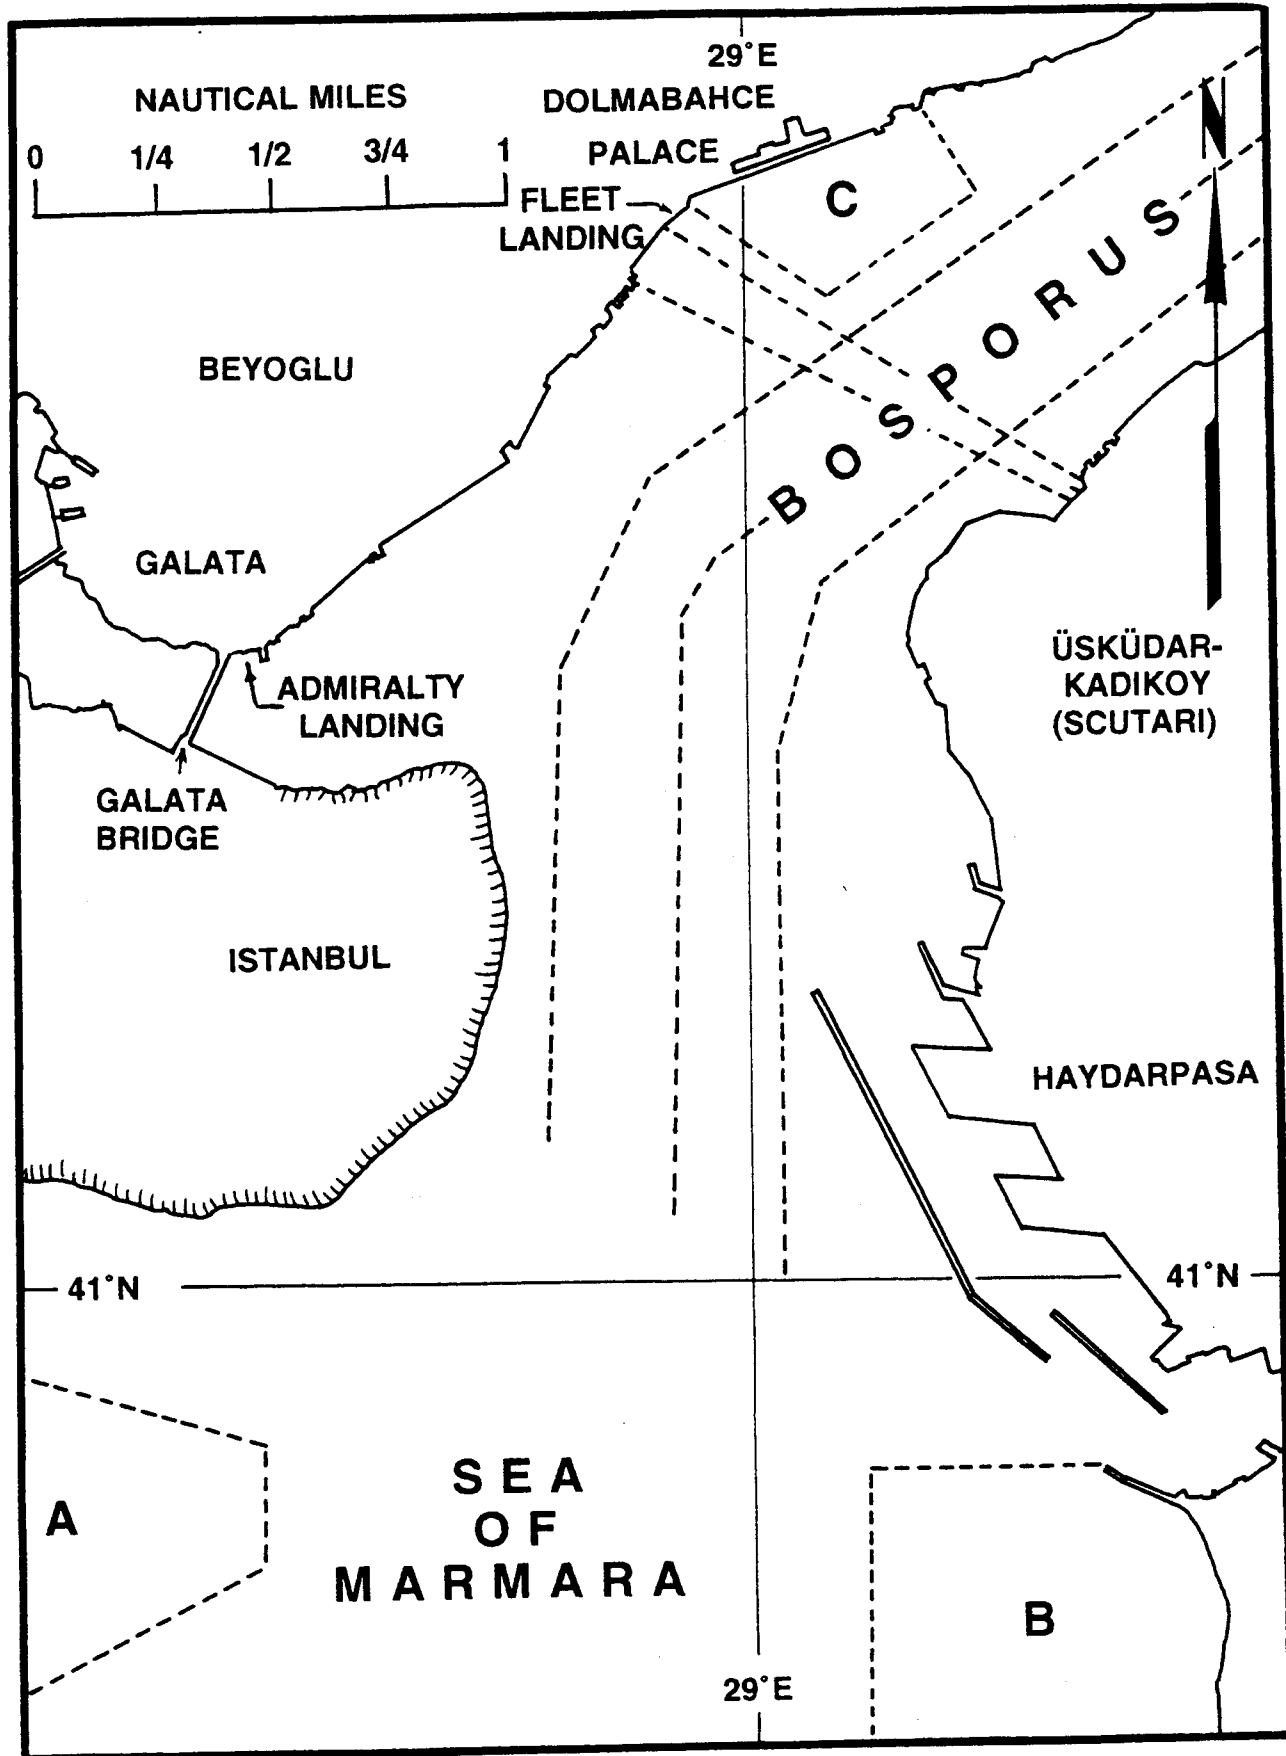 29°E
NAUTICAL MILES
0 1/4 1/2 3/4 1
DOLMABAHCE
PALACE
FLEET
LANDING
C
N
BOSPORUS
BEYOGLU
GALATA
ADMIRALTY
LANDING
GALATA
BRIDGE
ÜSKÜDAR-
KADIKOY
(SCUTARI)
ISTANBUL
HAYDARPASA
41°N
41°N
A
SEA
OF
MARMARA
B
29°E